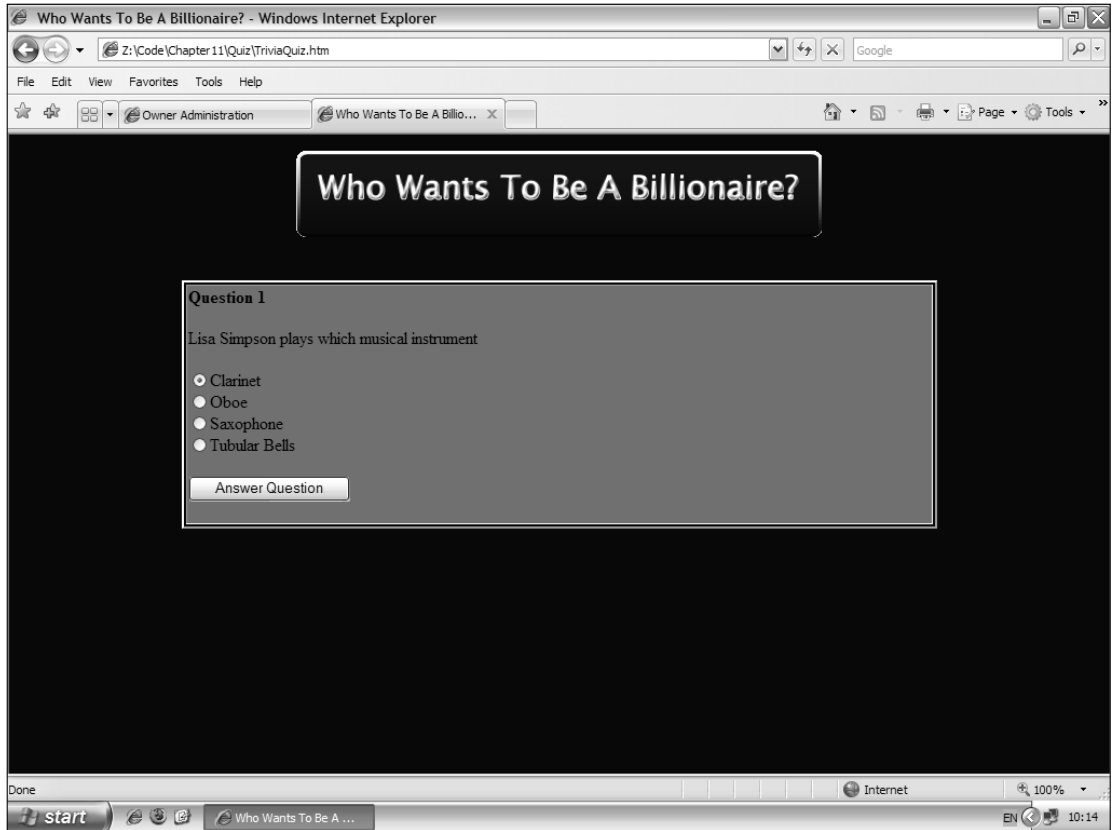 Who Wants To Be A Billionaire? - Windows Internet Explorer
Z:\Code\Chapter11\Quiz\TriviaQuiz.htm
Google
File Edit View Favorites Tools Help
Owner Administration
Who Wants To Be A Billio...
Page
Tools
Who Wants To Be A Billionaire?
Question 1
Lisa Simpson plays which musical instrument
Clarinet
Oboe
Saxophone
Tubular Bells
Answer Question
Done
Internet
100%
start
Who Wants To Be A ...
EN
10:14